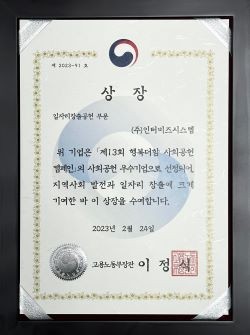 제 2023-91 호
상 장
일자리창출공헌 부문
(주)인터비즈시스템
위 기업은 「제13회 행복더함 사회공헌
캠페인」의 사회공헌 우수기업으로 선정되어,
지역사회 발전과 일자리 창출에 크게
기여한 바 이 상장을 수여합니다.
2023년 2월 24일
고용노동부장관 이 정 식